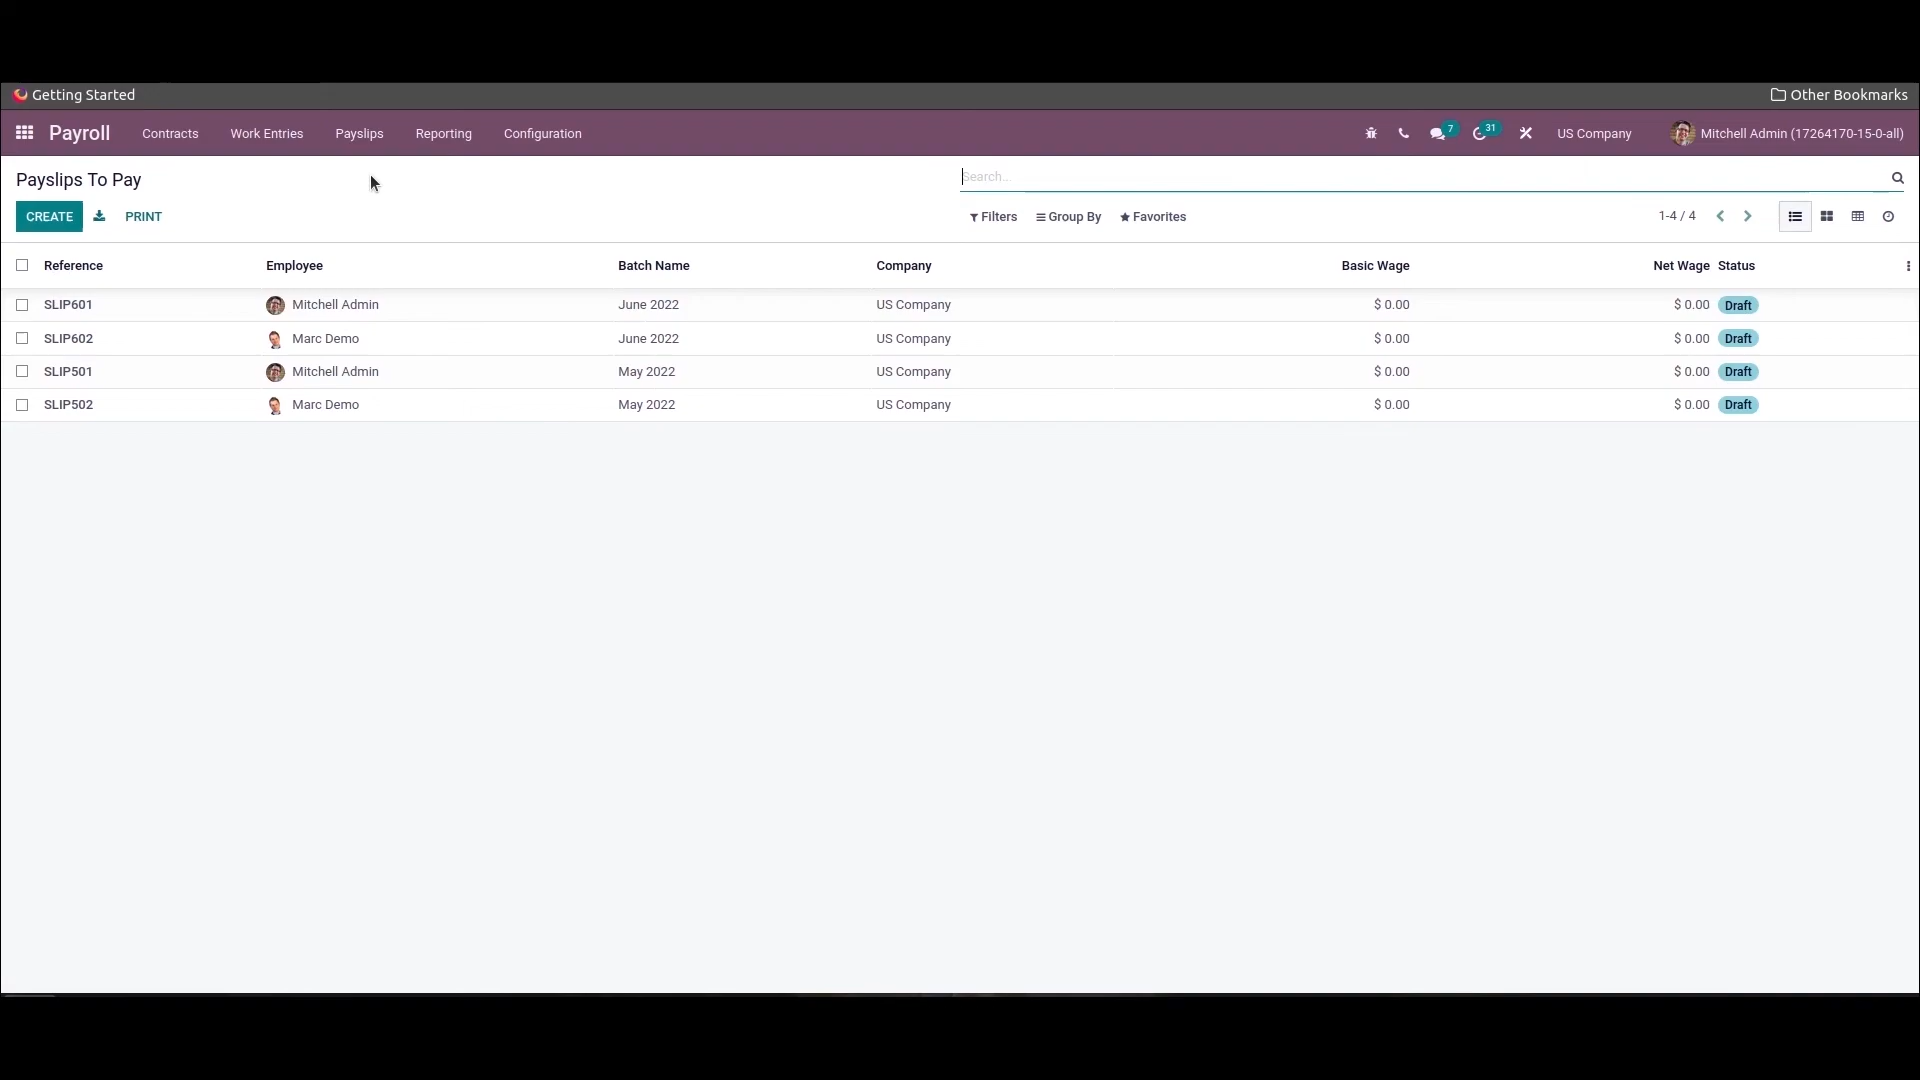 Getting Started Other Bookmarks
Payroll Contracts Work Entries Payslips Reporting Configuration 7 31 US Company Mitchell Admin (17264170-15-0-all)
Payslips To Pay Search...
CREATE PRINT Filters Group By Favorites 1-4 / 4
Reference Employee Batch Name Company Basic Wage Net Wage Status
SLIP601 Mitchell Admin June 2022 US Company $ 0.00 $ 0.00 Draft
SLIP602 Marc Demo June 2022 US Company $ 0.00 $ 0.00 Draft
SLIP501 Mitchell Admin May 2022 US Company $ 0.00 $ 0.00 Draft
SLIP502 Marc Demo May 2022 US Company $ 0.00 $ 0.00 Draft